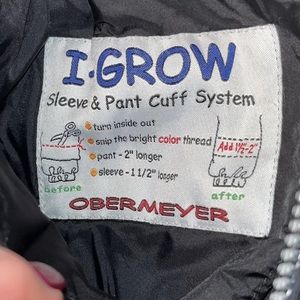 I.GROW
Sleeve & Pant Cuff System
turn inside out
snip the bright color thread
pant - 2" longer
sleeve - 1 1/2" longer
before
Add 1½"-2"
after
OBERMEYER